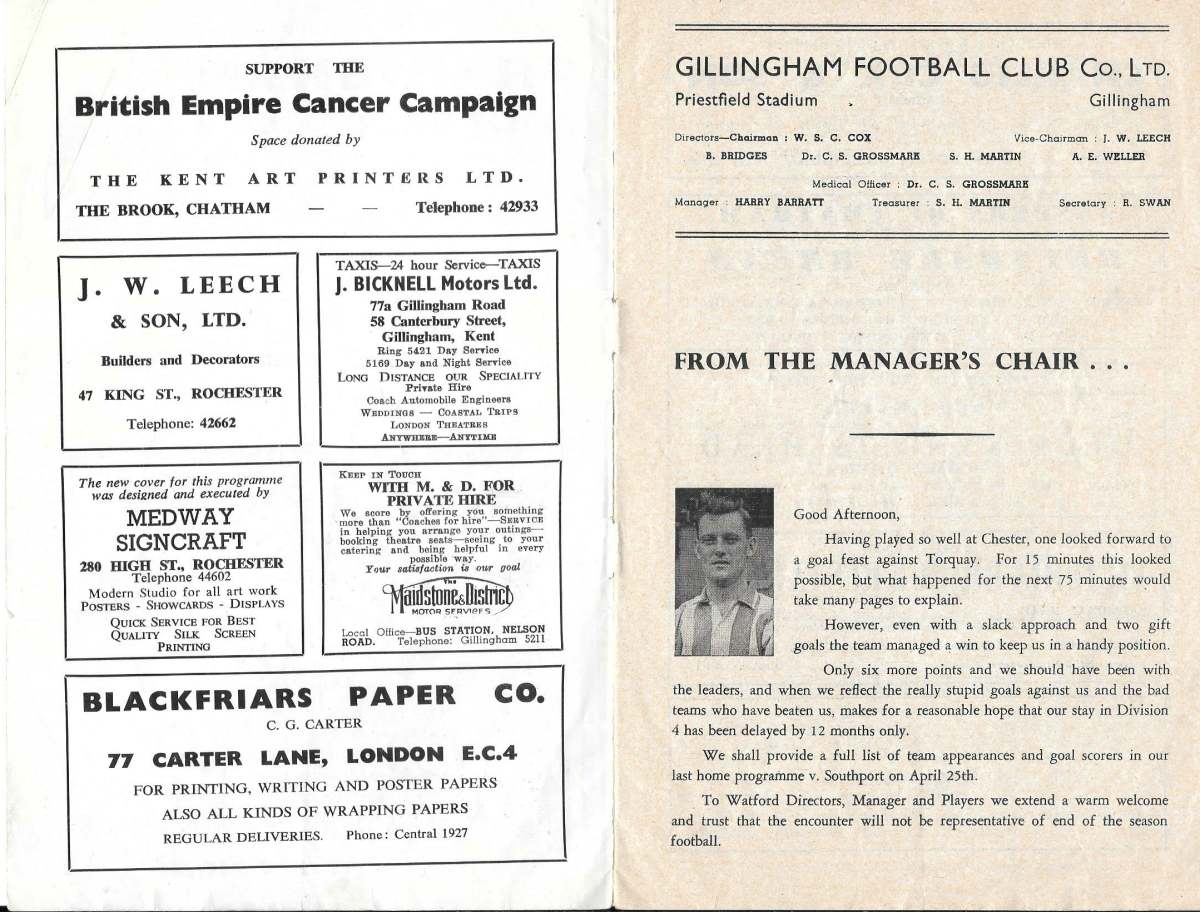 SUPPORT THE
British Empire Cancer Campaign
Space donated by
THE KENT ART PRINTERS LTD.
THE BROOK, CHATHAM — — Telephone: 42933
J. W. LEECH
& SON, LTD.
Builders and Decorators
47 KING ST., ROCHESTER
Telephone: 42662
TAXIS—24 hour Service—TAXIS
J. BICKNELL Motors Ltd.
77a Gillingham Road
58 Canterbury Street,
Gillingham, Kent
Ring 5421 Day Service
5169 Day and Night Service
LONG DISTANCE OUR SPECIALITY
Private Hire
Coach Automobile Engineers
WEDDINGS — COASTAL TRIPS
LONDON THEATRES
ANYWHERE—ANYTIME
The new cover for this programme
was designed and executed by
MEDWAY
SIGNCRAFT
280 HIGH ST., ROCHESTER
Telephone 44602
Modern Studio for all art work
POSTERS - SHOWCARDS - DISPLAYS
QUICK SERVICE FOR BEST
QUALITY SILK SCREEN
PRINTING
KEEP IN TOUCH
WITH M. & D. FOR
PRIVATE HIRE
We score by offering you something
more than "Coaches for hire"—SERVICE
in helping you arrange your outings—
booking theatre seats—seeing to your
catering and being helpful in every
possible way.
Your satisfaction is our goal
The
Maidstone & District
MOTOR SERVICES
Local Office—BUS STATION, NELSON
ROAD. Telephone: Gillingham 5211
BLACKFRIARS PAPER CO.
C. G. CARTER
77 CARTER LANE, LONDON E.C.4
FOR PRINTING, WRITING AND POSTER PAPERS
ALSO ALL KINDS OF WRAPPING PAPERS
REGULAR DELIVERIES. Phone: Central 1927
GILLINGHAM FOOTBALL CLUB CO., LTD.
Priestfield Stadium Gillingham
Directors—Chairman : W. S. C. COX Vice-Chairman : J. W. LEECH
B. BRIDGES Dr. C. S. GROSSMARK S. H. MARTIN A. E. WELLER
Medical Officer : Dr. C. S. GROSSMARK
Manager : HARRY BARRATT Treasurer : S. H. MARTIN Secretary : R. SWAN
FROM THE MANAGER'S CHAIR . . .
Good Afternoon,
Having played so well at Chester, one looked forward to
a goal feast against Torquay. For 15 minutes this looked
possible, but what happened for the next 75 minutes would
take many pages to explain.
However, even with a slack approach and two gift
goals the team managed a win to keep us in a handy position.
Only six more points and we should have been with
the leaders, and when we reflect the really stupid goals against us and the bad
teams who have beaten us, makes for a reasonable hope that our stay in Division
4 has been delayed by 12 months only.
We shall provide a full list of team appearances and goal scorers in our
last home programme v. Southport on April 25th.
To Watford Directors, Manager and Players we extend a warm welcome
and trust that the encounter will not be representative of end of the season
football.